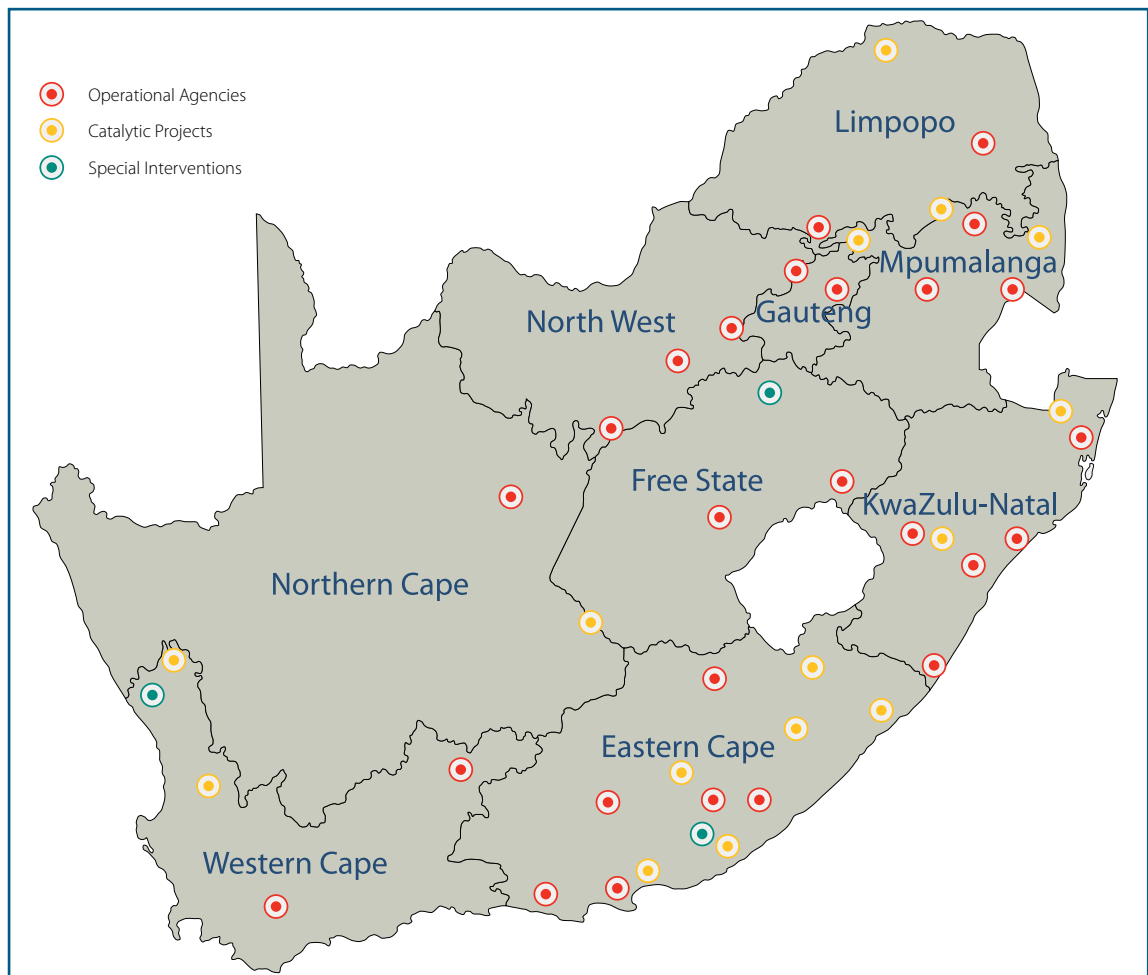 Operational Agencies
Catalytic Projects
Special Interventions
Limpopo
Mpumalanga
Gauteng
North West
Free State
KwaZulu-Natal
Northern Cape
Eastern Cape
Western Cape